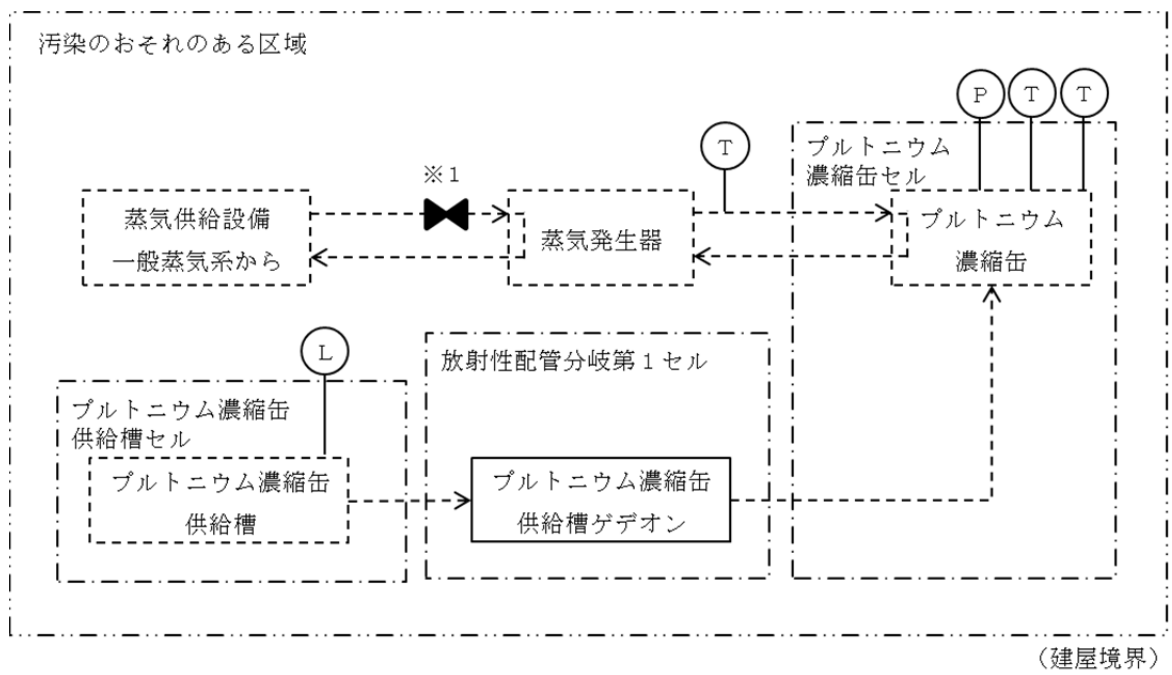 汚染のおそれのある区域
P
T
T
T
プルトニウム
濃縮缶セル
※1
蒸気供給設備
一般蒸気系から
蒸気発生器
プルトニウム
濃縮缶
L
放射性配管分岐第1セル
プルトニウム濃縮缶
供給槽セル
プルトニウム濃縮缶
供給槽
プルトニウム濃縮缶
供給槽ゲデオン
(建屋境界)